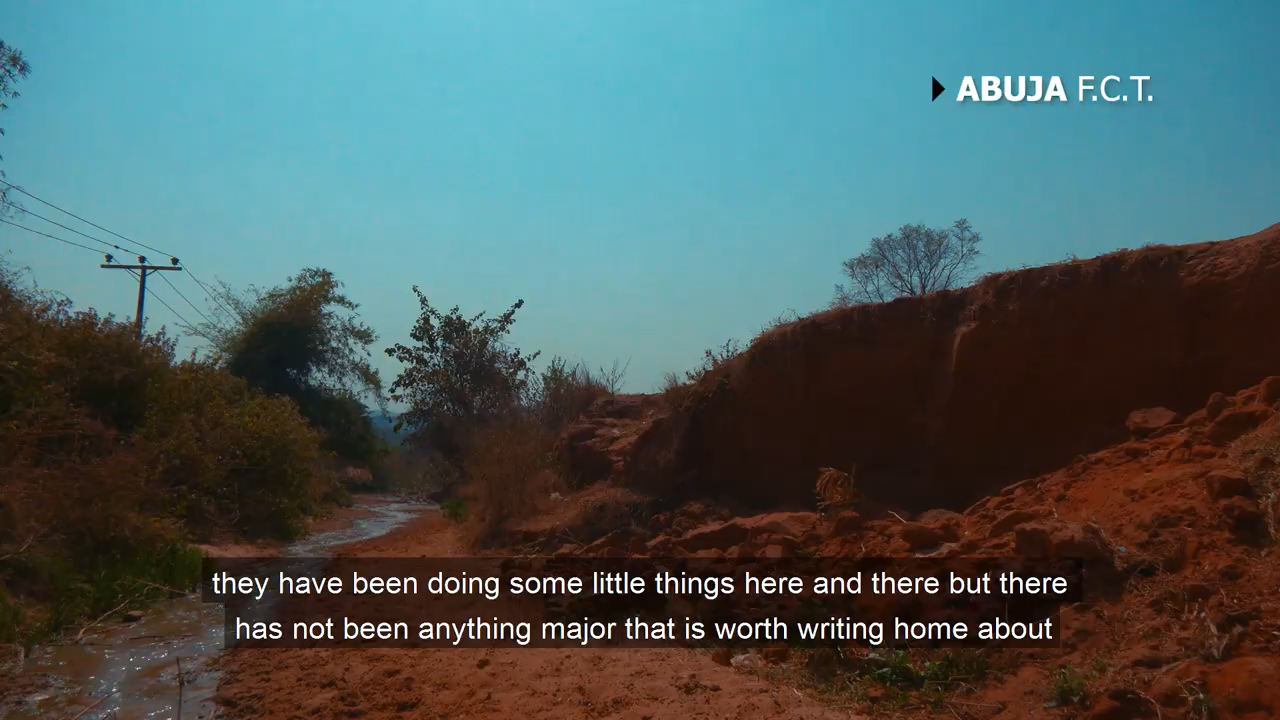 ABUJA F.C.T.
they have been doing some little things here and there but there
has not been anything major that is worth writing home about